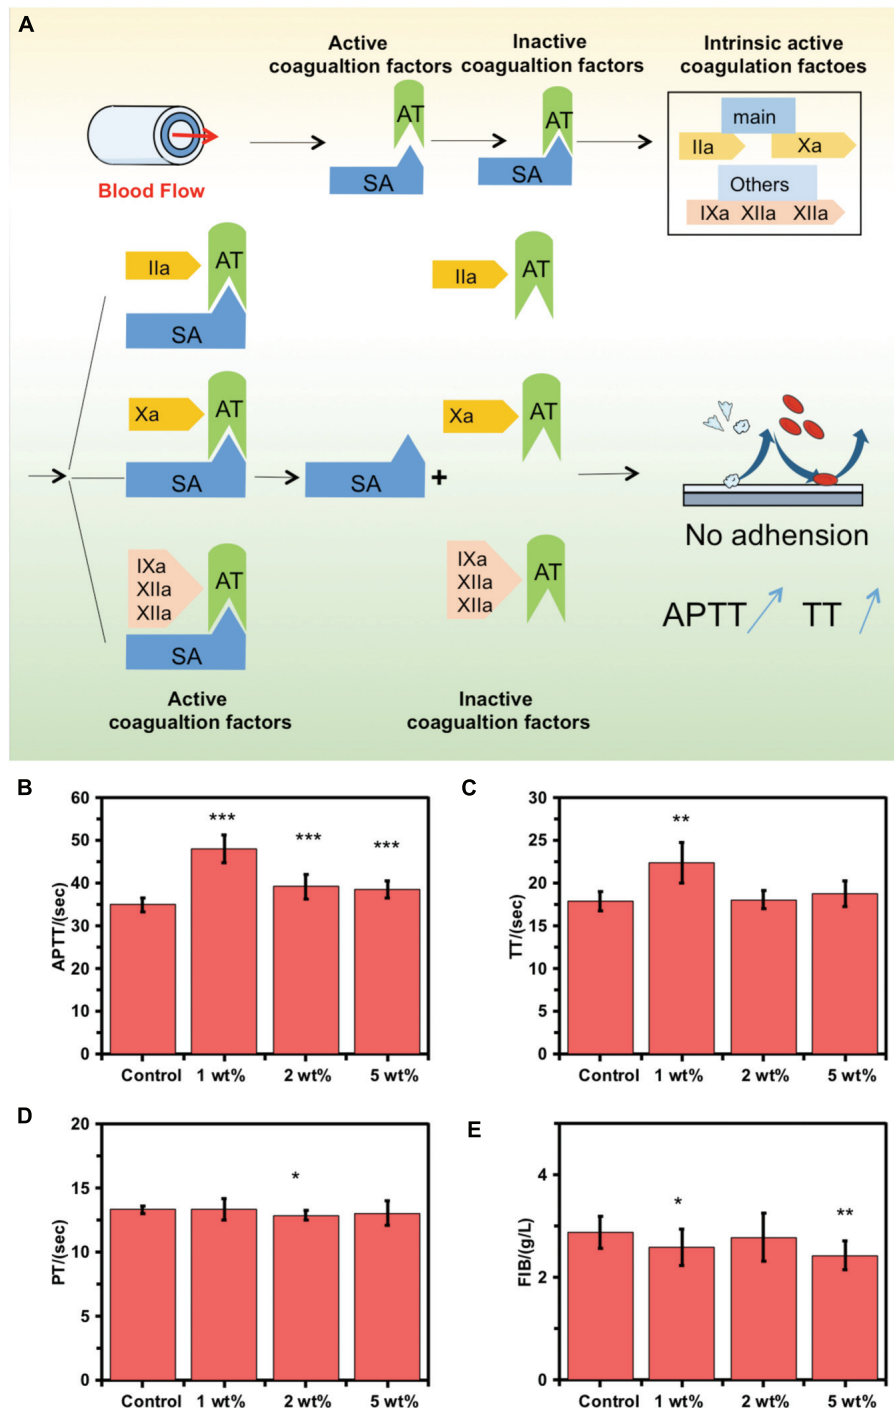 A
Active
coagualtion factors
Inactive
coagualtion factors
Intrinsic active
coagulation factoes
Blood Flow
AT
SA
AT
SA
main
IIa
Xa
Others
IXa XIIa XIIa
IIa
AT
SA
IIa
AT
Xa
AT
SA
SA
+
Xa
AT
No adhension
IXa
XIIa
XIIa
AT
SA
IXa
XIIa
XIIa
AT
APTT
TT
Active
coagualtion factors
Inactive
coagualtion factors
B
60
50
40
30
20
10
0
APTT/(sec)
***
***
***
Control 1 wt% 2 wt% 5 wt%
C
30
25
20
15
10
5
0
TT/(sec)
**
Control 1 wt% 2 wt% 5 wt%
D
20
15
10
5
0
PT/(sec)
*
Control 1 wt% 2 wt% 5 wt%
E
4
2
0
FIB/(g/L)
*
**
Control 1 wt% 2 wt% 5 wt%